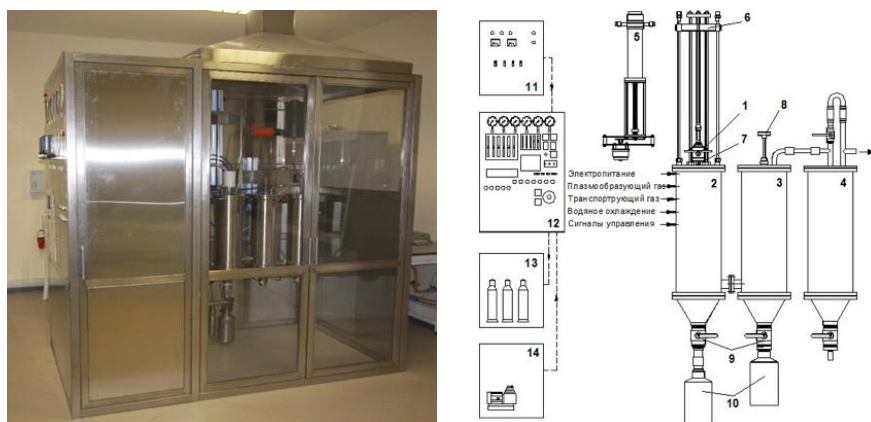 5
6
11
1
8
7
Электропитание
Плазмообразующий газ
Транспортрующий газ
Водяное охлаждение
Сигналы управления
2
3
4
12
13
9
14
10